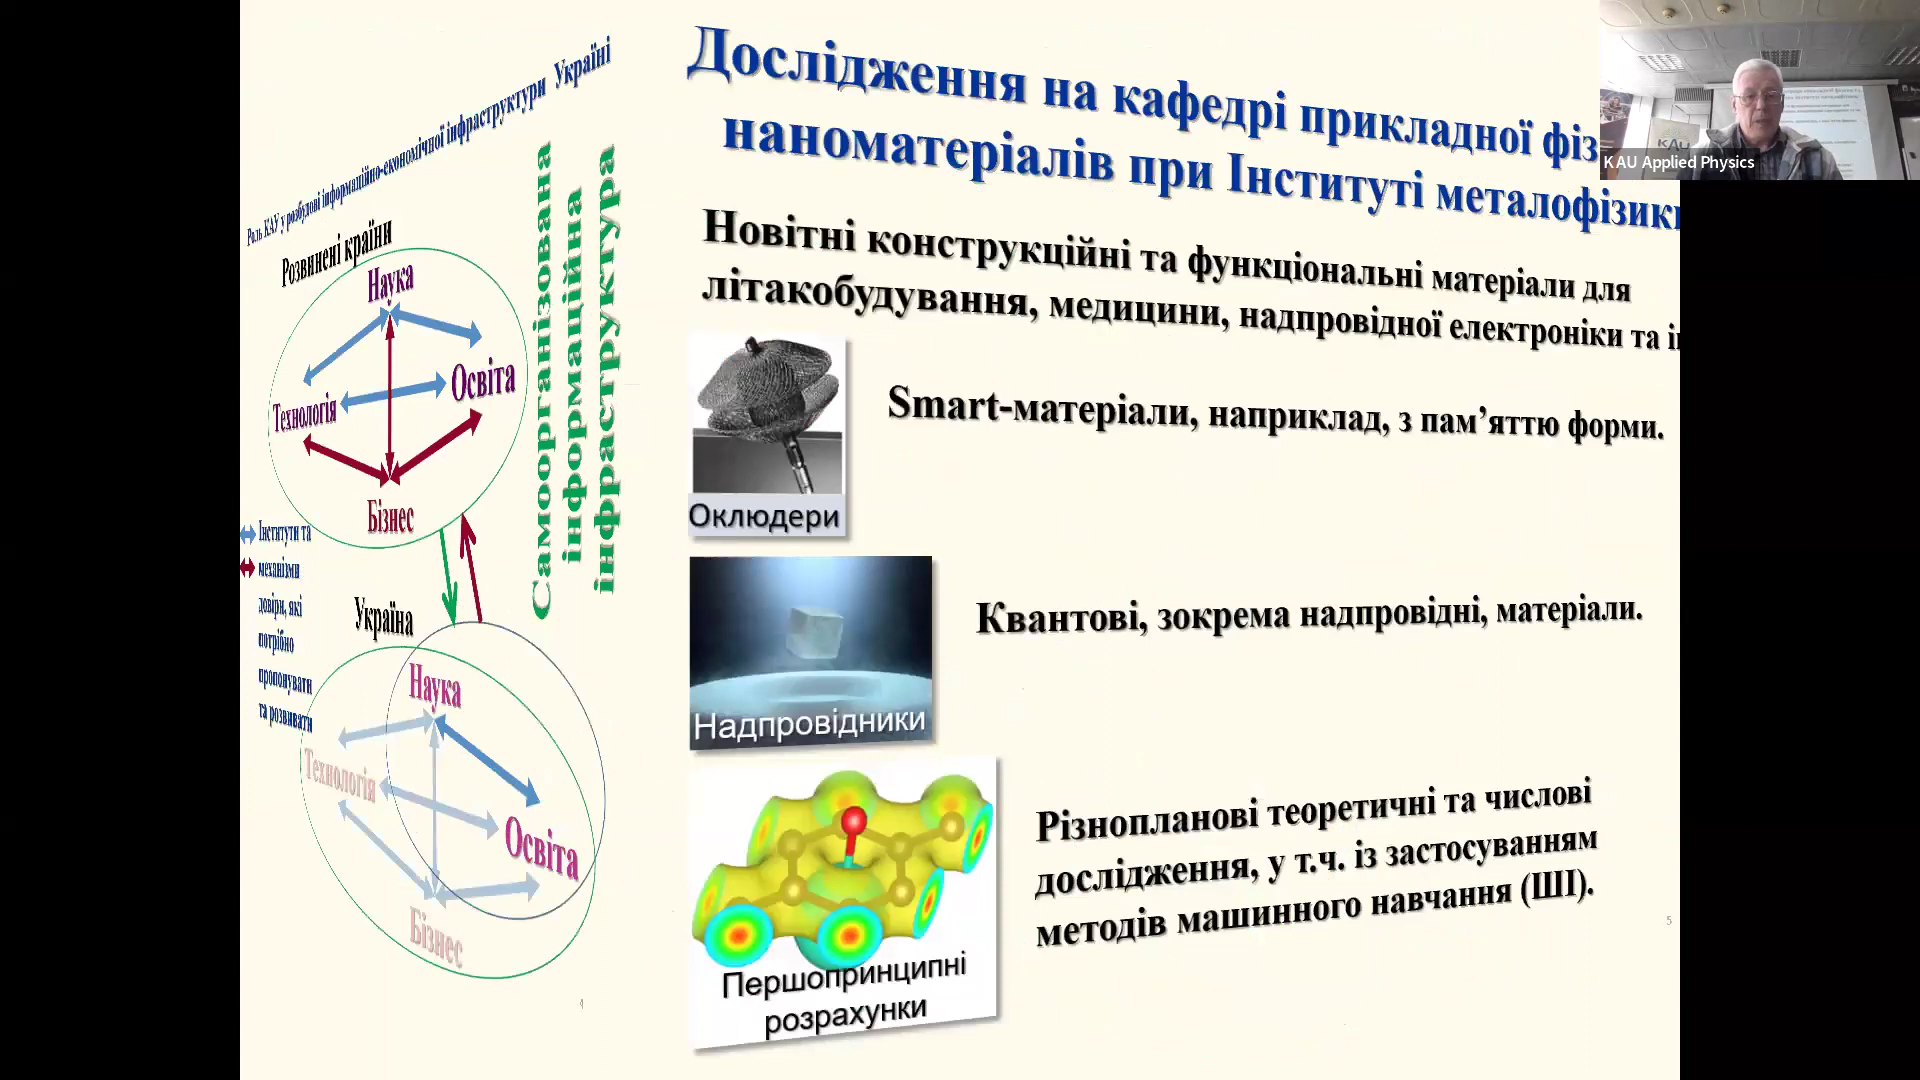 Роль КАУ у розбудові інформаційно-економічної інфраструктури України
Розвинені країни
Наука
Освіта
Технологія
Бізнес
Самоорганізована
інформаційна
інфраструктура
Інститути та
механізми
довіри, які
потрібно
пропонувати
та розвивати
Україна
Наука
Технологія
Освіта
Бізнес
4
Дослідження на кафедрі прикладної фіз
наноматеріалів при Інституті металофізики
Новітні конструкційні та функціональні матеріали для
літакобудування, медицини, надпровідної електроніки та
Оклюдери
Smart-матеріали, наприклад, з пам’яттю форми.
Надпровідники
Квантові, зокрема надпровідні, матеріали.
Першопринципні
розрахунки
Різнопланові теоретичні та числові
дослідження, у т.ч. із застосуванням
методів машинного навчання (ШІ).
5
KAU
KAU Applied Physics